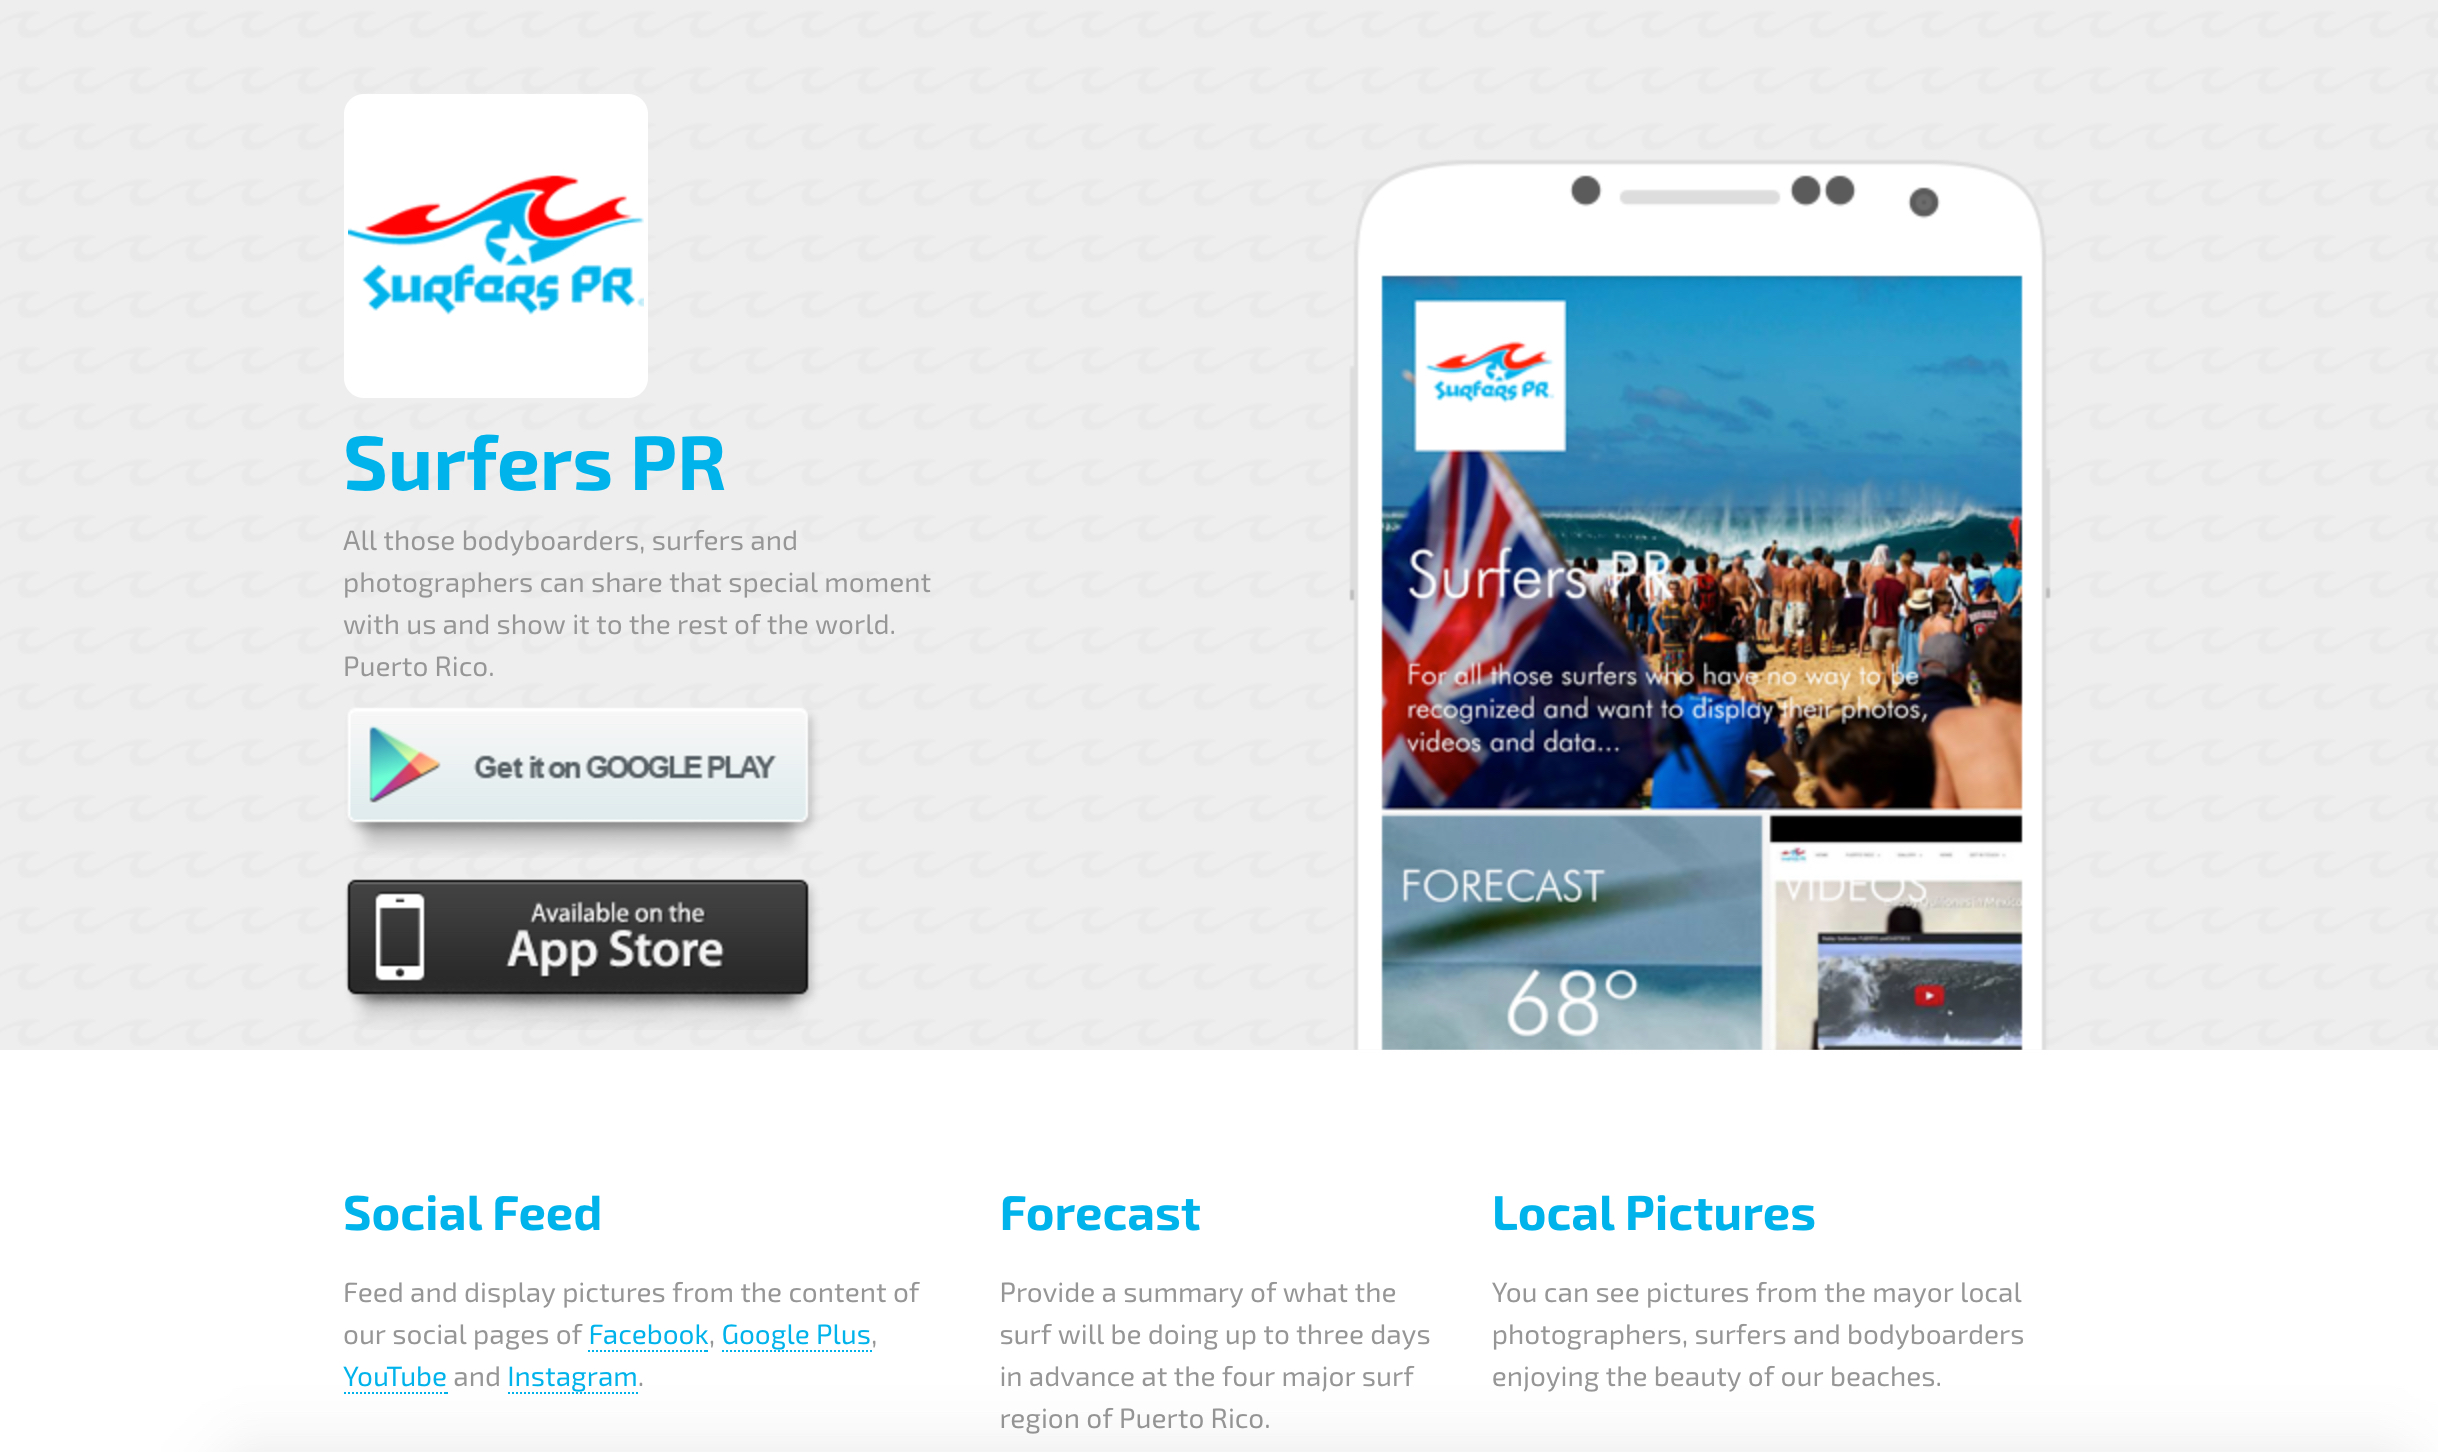 Surfers PR
Surfers PR
All those bodyboarders, surfers and
photographers can share that special moment
with us and show it to the rest of the world.
Puerto Rico.
Get it on GOOGLE PLAY
Available on the
App Store
Surfers PR
Surfers PR
For all those surfers who have no way to be
recognized and want to display their photos,
videos and data...
FORECAST
68°
VIDEOS
Social Feed
Feed and display pictures from the content of
our social pages of Facebook, Google Plus,
YouTube and Instagram.
Forecast
Provide a summary of what the
surf will be doing up to three days
in advance at the four major surf
region of Puerto Rico.
Local Pictures
You can see pictures from the mayor local
photographers, surfers and bodyboarders
enjoying the beauty of our beaches.